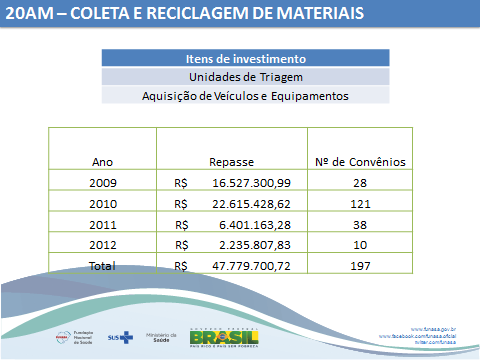 20AM – COLETA E RECICLAGEM DE MATERIAIS
Itens de investimento
Unidades de Triagem
Aquisição de Veículos e Equipamentos
Ano Repasse Nº de Convênios
2009 R$ 16.527.300,99 28
2010 R$ 22.615.428,62 121
2011 R$ 6.401.163,28 38
2012 R$ 2.235.807,83 10
Total R$ 47.779.700,72 197
www.funasa.gov.br
facebook.com/funasa.oficial
twitter.com/funasa
Fundação Nacional de Saúde
SUS
Ministério da Saúde
GOVERNO FEDERAL
BRASIL
PAÍS RICO É PAÍS SEM POBREZA